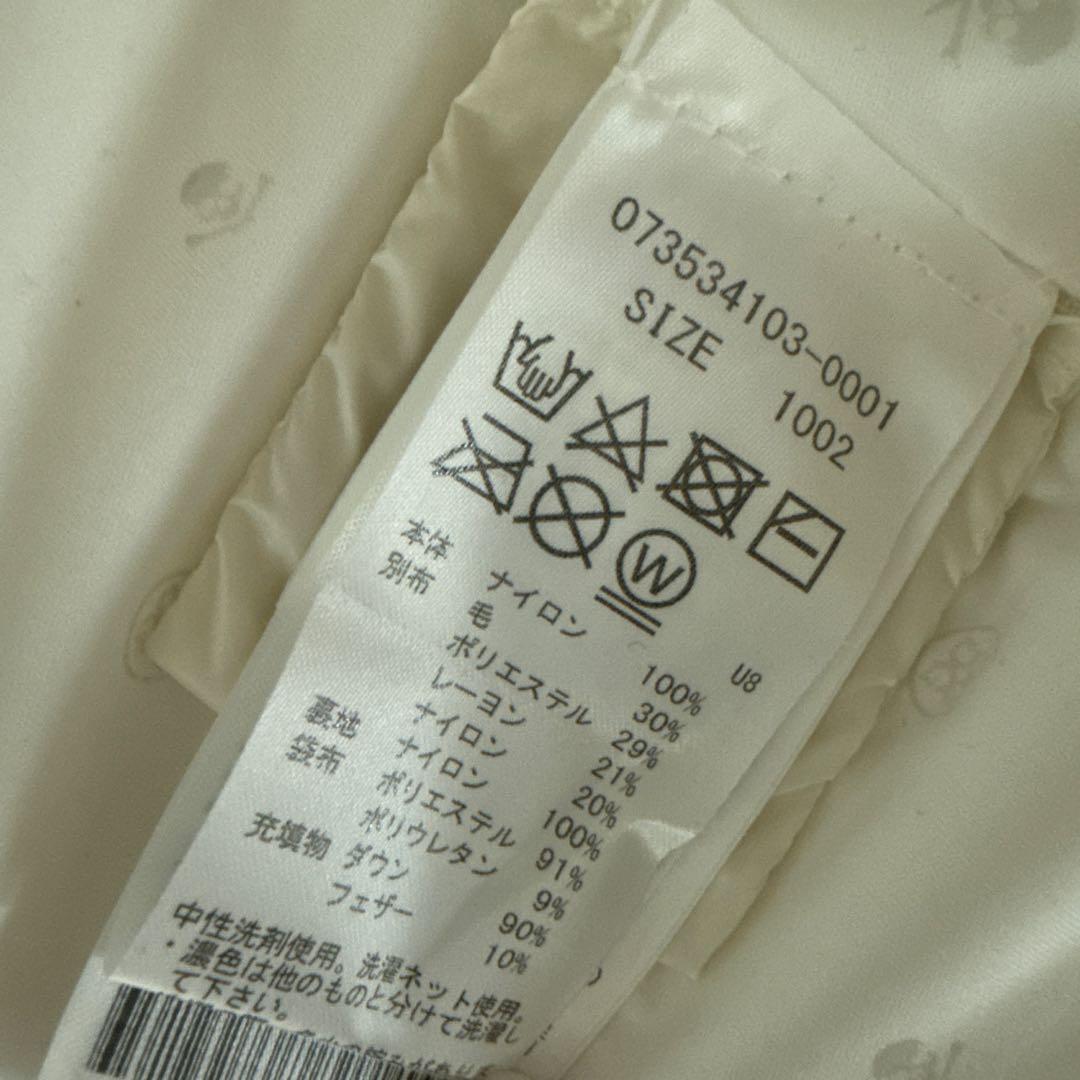 073534103-0001
SIZE 1002
W
U8
本体 ナイロン 100%
別布 毛 30%
ポリエステル 29%
レーヨン 21%
ナイロン 20%
裏地 ナイロン 100%
袋布 ポリエステル 91%
ポリウレタン 9%
充填物 ダウン 90%
フェザー 10%
中性洗剤使用。洗濯ネット使用。
・濃色は他のものと分けて洗濯し
て下さい。